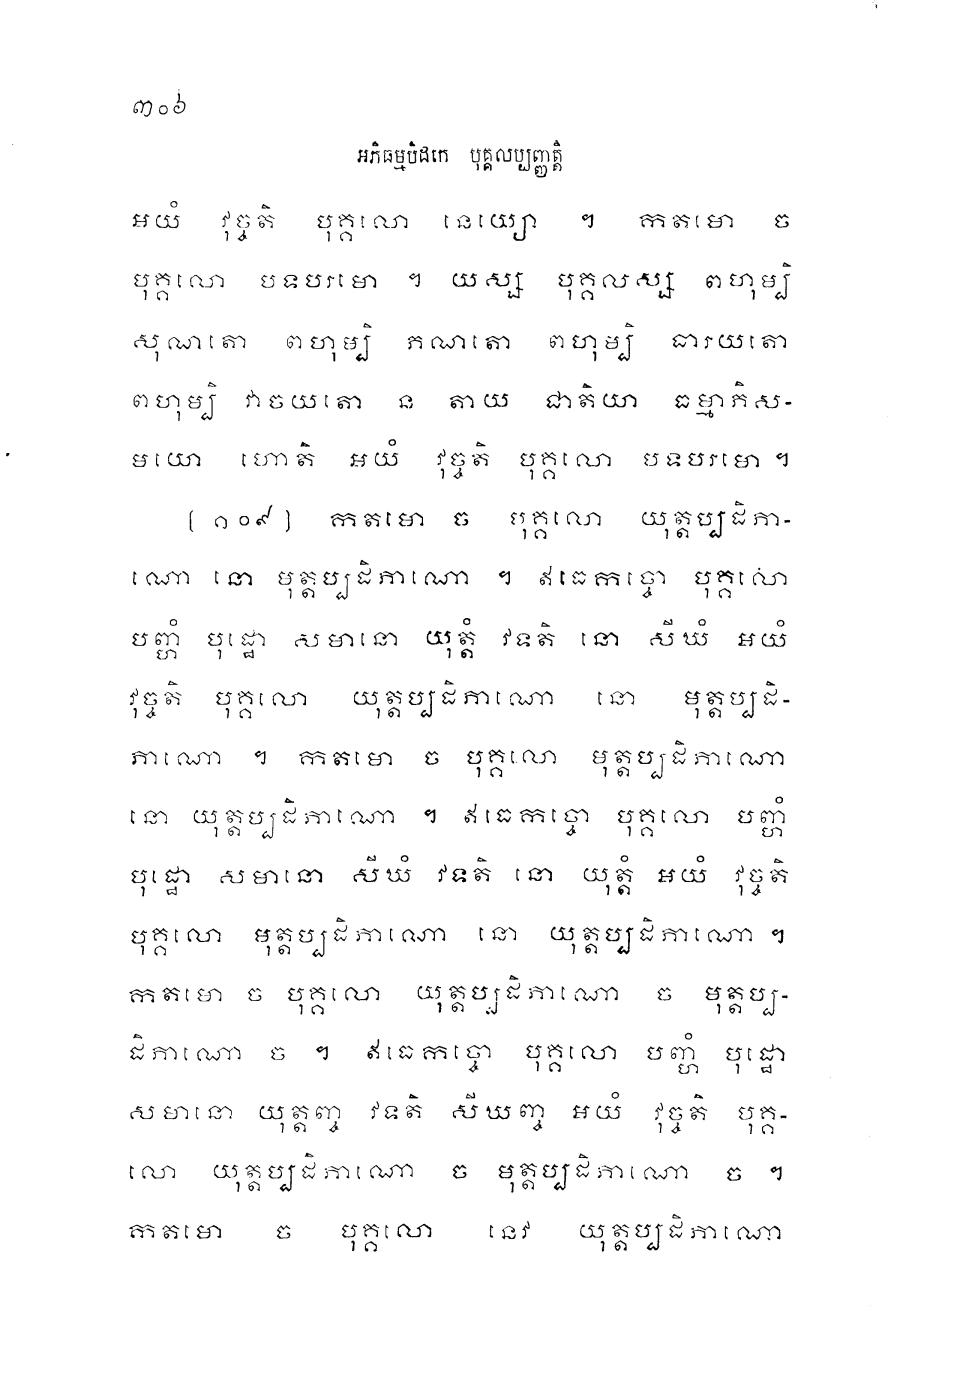 ៣០៦
អភិធម្មបិដកេ បុគ្គលប្បញ្ញត្តិ
អយំ វុច្ចតិ បុគ្គលោ នេយ្យោ ។ កតមោ ច
បុគ្គលោ បទបរមោ ។ យស្ស បុគ្គលស្ស ពហុម្បិ
សុណតោ ពហុម្បិ ភណតោ ពហុម្បិ ធារយតោ
ពហុម្បិ វាចយតោ ន តាយ ជាតិយា ធម្មាភិស-
មយោ ហោតិ អយំ វុច្ចតិ បុគ្គលោ បទបរមោ ។
[១០៩] កតមោ ច បុគ្គលោ យុត្តប្បដិភា-
ណោ នោ មុត្តប្បដិភាណោ ។ ឥធេកច្ចោ បុគ្គលោ
បញ្ហំ បុដ្ឋោ សមានោ យុត្តំ វទតិ នោ សីឃំ អយំ
វុច្ចតិ បុគ្គលោ យុត្តប្បដិភាណោ នោ មុត្តប្បដិ-
ភាណោ ។ កតមោ ច បុគ្គលោ មុត្តប្បដិភាណោ
នោ យុត្តប្បដិភាណោ ។ ឥធេកច្ចោ បុគ្គលោ បញ្ហំ
បុដ្ឋោ សមានោ សីឃំ វទតិ នោ យុត្តំ អយំ វុច្ចតិ
បុគ្គលោ មុត្តប្បដិភាណោ នោ យុត្តប្បដិភាណោ ។
កតមោ ច បុគ្គលោ យុត្តប្បដិភាណោ ច មុត្តប្ប-
ដិភាណោ ច ។ ឥធេកច្ចោ បុគ្គលោ បញ្ហំ បុដ្ឋោ
សមានោ យុត្តញ្ច វទតិ សីឃញ្ច អយំ វុច្ចតិ បុគ្គ-
លោ យុត្តប្បដិភាណោ ច មុត្តប្បដិភាណោ ច ។
កតមោ ច បុគ្គលោ នេវ យុត្តប្បដិភាណោ